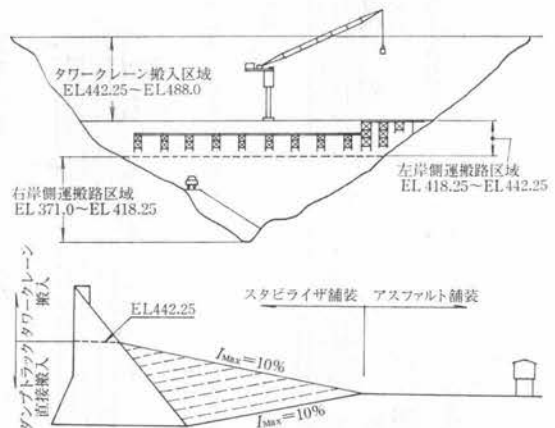 タワークレーン搬入区域
EL442.25～EL488.0
右岸側運搬路区域
EL 371.0～EL 418.25
左岸側運搬路区域
EL 418.25～EL 442.25
タワークレーン
搬入
ダンプトラック
直接搬入
EL442.25
スタビライザ舗装
アスファルト舗装
IMax=10%
IMax=10%